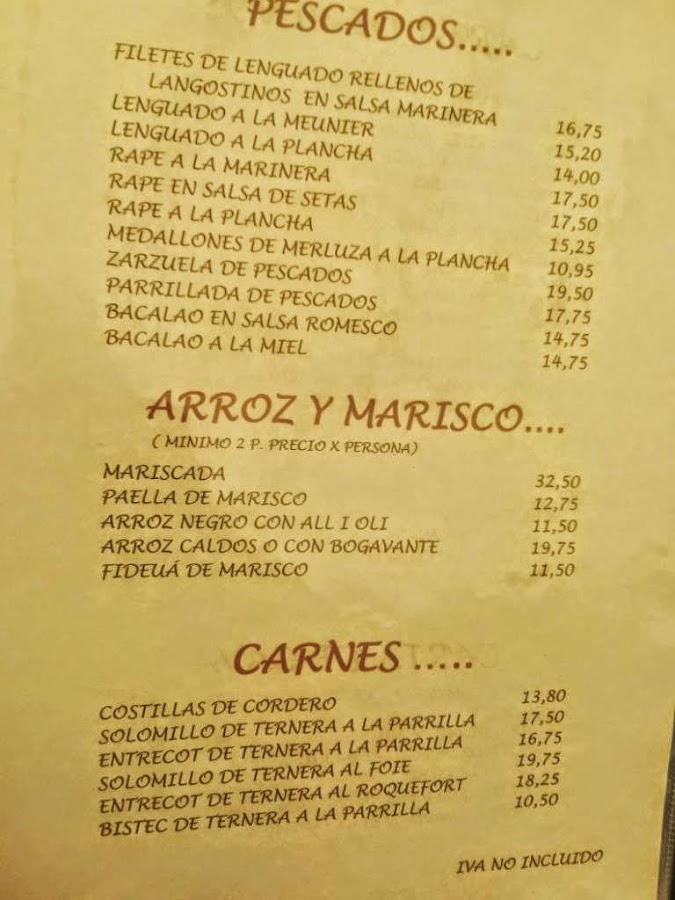 PESCADOS.....
FILETES DE LENGUADO RELLENOS DE
LANGOSTINOS EN SALSA MARINERA 16,75
LENGUADO A LA MEUNIER 15,20
LENGUADO A LA PLANCHA 14,00
RAPE A LA MARINERA 17,50
RAPE EN SALSA DE SETAS 17,50
RAPE A LA PLANCHA 15,25
MEDALLONES DE MERLUZA A LA PLANCHA 10,95
ZARZUELA DE PESCADOS 19,50
PARRILLADA DE PESCADOS 17,75
BACALAO EN SALSA ROMESCO 14,75
BACALAO A LA MIEL 14,75
ARROZ Y MARISCO....
( MINIMO 2 P. PRECIO X PERSONA)
MARISCADA 32,50
PAELLA DE MARISCO 12,75
ARROZ NEGRO CON ALL I OLI 11,50
ARROZ CALDOS O CON BOGAVANTE 19,75
FIDEUÁ DE MARISCO 11,50
CARNES .....
COSTILLAS DE CORDERO 13,80
SOLOMILLO DE TERNERA A LA PARRILLA 17,50
ENTRECOT DE TERNERA A LA PARRILLA 16,75
SOLOMILLO DE TERNERA AL FOIE 19,75
ENTRECOT DE TERNERA AL ROQUEFORT 18,25
BISTEC DE TERNERA A LA PARRILLA 10,50
IVA NO INCLUIDO